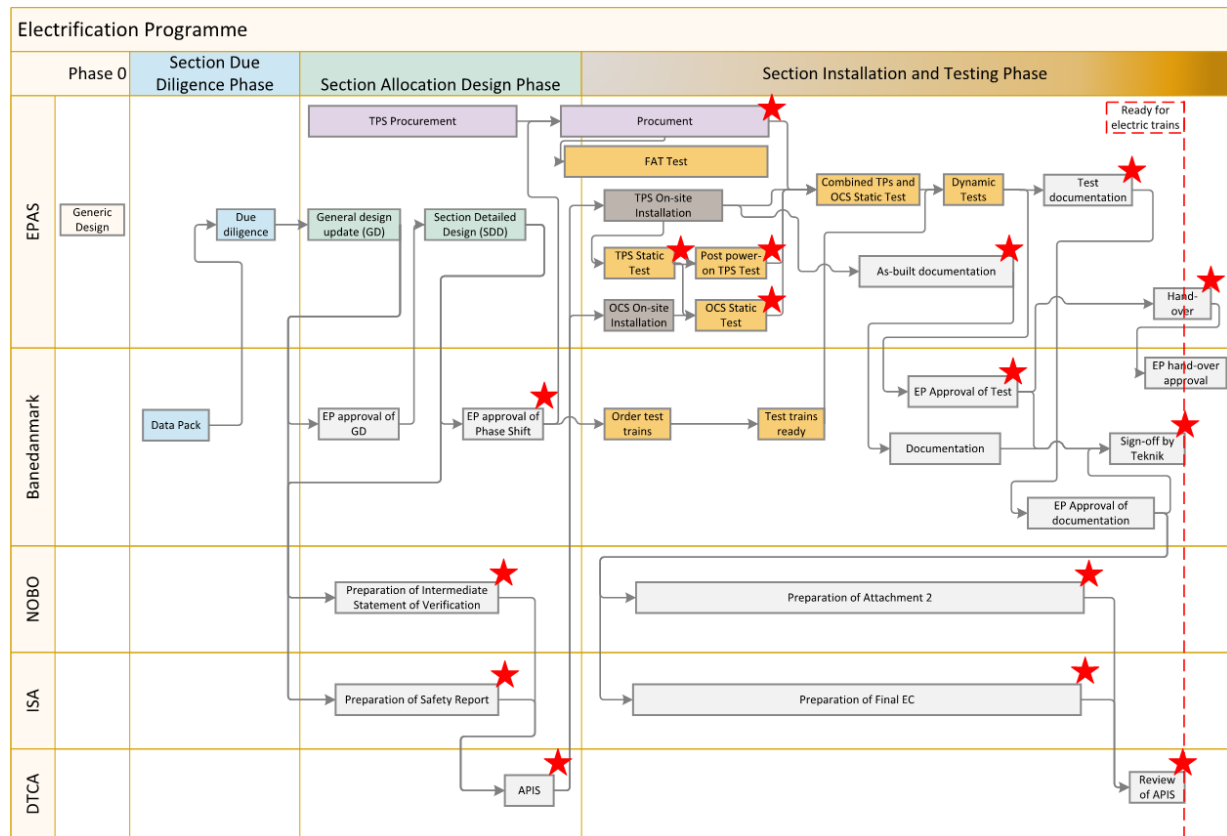 Electrification Programme
Phase 0
Section Due
Diligence Phase
Section Allocation Design Phase
Section Installation and Testing Phase
EPAS
Generic
Design
Due
diligence
TPS Procurement
General design
update (GD)
Section Detailed
Design (SDD)
Procument
FAT Test
TPS On-site
Installation
TPS Static
Test
Post power-
on TPS Test
OCS On-site
Installation
OCS Static
Test
Combined TPs and
OCS Static Test
Dynamic
Tests
As-built documentation
Test
documentation
Ready for
electric trains
Hand-
over
Banedanmark
Data Pack
EP approval of
GD
EP approval of
Phase Shift
Order test
trains
Test trains
ready
EP Approval of Test
Documentation
EP Approval of
documentation
EP hand-over
approval
Sign-off by
Teknik
NOBO
Preparation of Intermediate
Statement of Verification
Preparation of Attachment 2
ISA
Preparation of Safety Report
Preparation of Final EC
DTCA
APIS
Review
of APIS